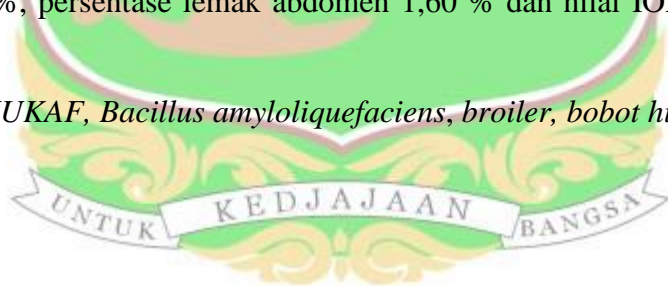 %, persentase lemak abdomen 1,60 % dan nilai
UKAF, Bacillus amyloliquefaciens, broiler, bobot
UNTUK KEDJAJAAN BANGSA